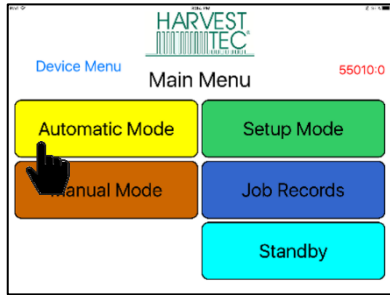 HARVEST
TEC
Device Menu
Main Menu
55010:0
Automatic Mode
Setup Mode
Manual Mode
Job Records
Standby